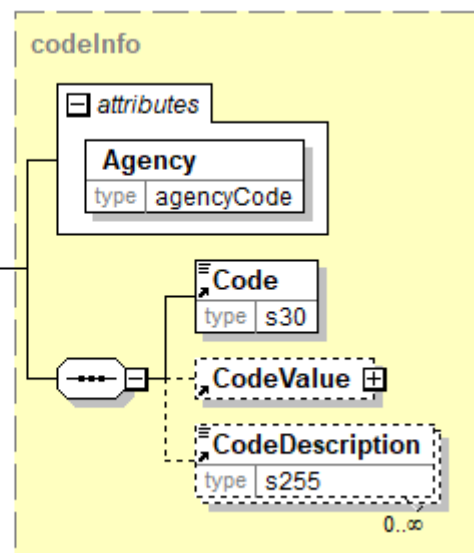 codeInfo
attributes
Agency
type agencyCode
Code
type s30
CodeValue
CodeDescription
type s255
0..∞